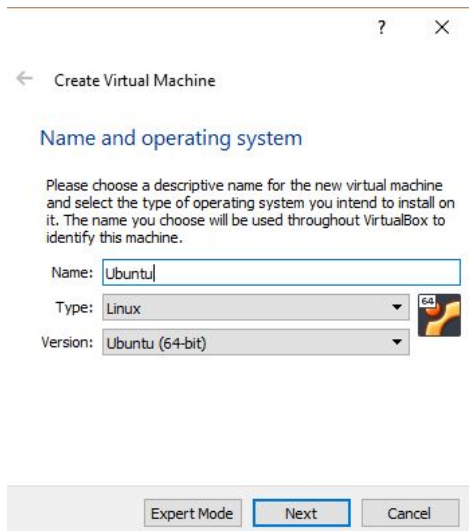 ?
Create Virtual Machine
Name and operating system
Please choose a descriptive name for the new virtual machine
and select the type of operating system you intend to install on
it. The name you choose will be used throughout VirtualBox to
identify this machine.
Name: Ubuntu
Type: Linux
64
Version: Ubuntu (64-bit)
Expert Mode Next Cancel